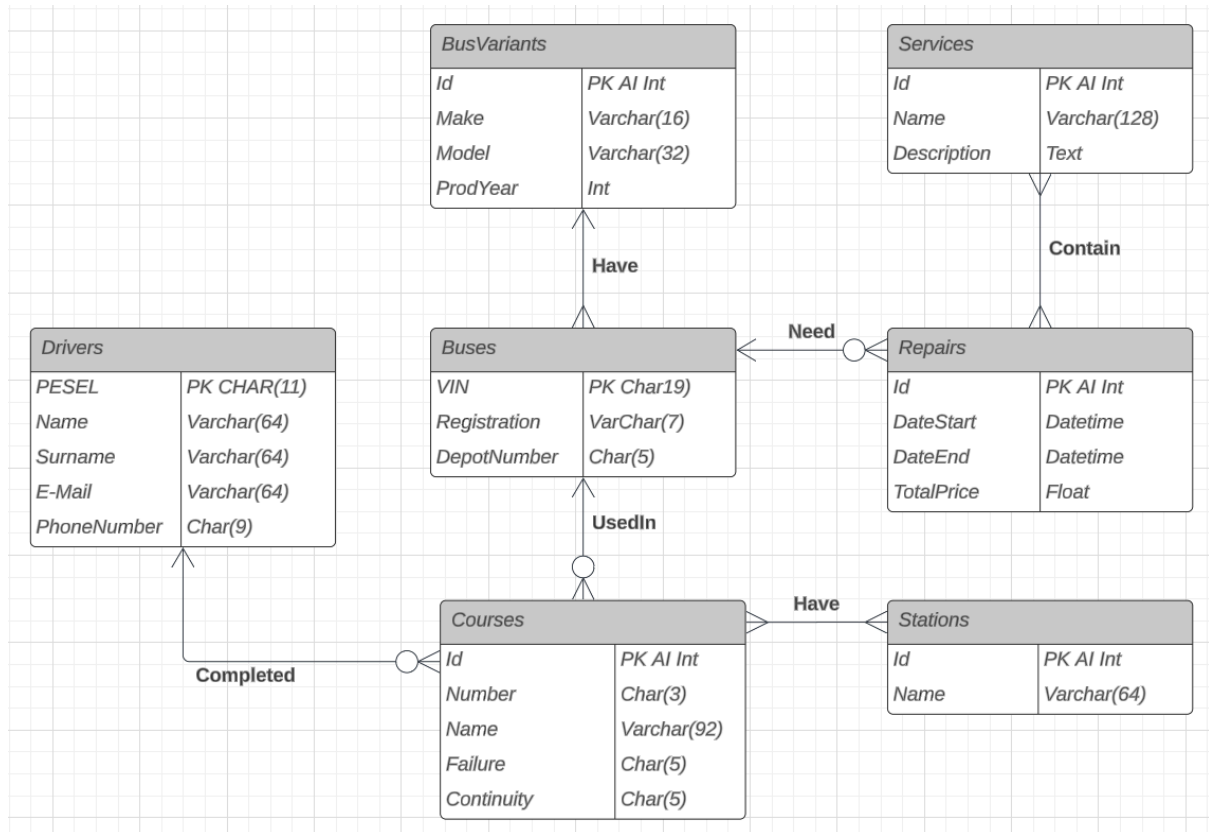 BusVariants
Id PK AI Int
Make Varchar(16)
Model Varchar(32)
ProdYear Int
Services
Id PK AI Int
Name Varchar(128)
Description Text
Have
Contain
Drivers
PESEL PK CHAR(11)
Name Varchar(64)
Surname Varchar(64)
E-Mail Varchar(64)
PhoneNumber Char(9)
Buses
VIN PK Char19)
Registration VarChar(7)
DepotNumber Char(5)
Need
Repairs
Id PK AI Int
DateStart Datetime
DateEnd Datetime
TotalPrice Float
UsedIn
Completed
Courses
Id PK AI Int
Number Char(3)
Name Varchar(92)
Failure Char(5)
Continuity Char(5)
Have
Stations
Id PK AI Int
Name Varchar(64)